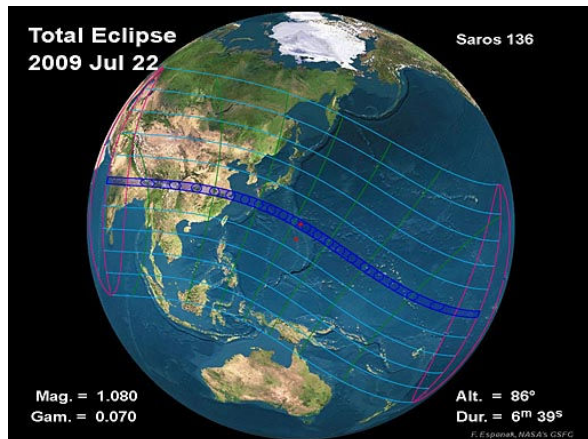 Total Eclipse
2009 Jul 22
Saros 136
Mag. = 1.080
Gam. = 0.070
Alt. = 86º
Dur. = 6m 39s
F. Espenak, NASA's GSFC